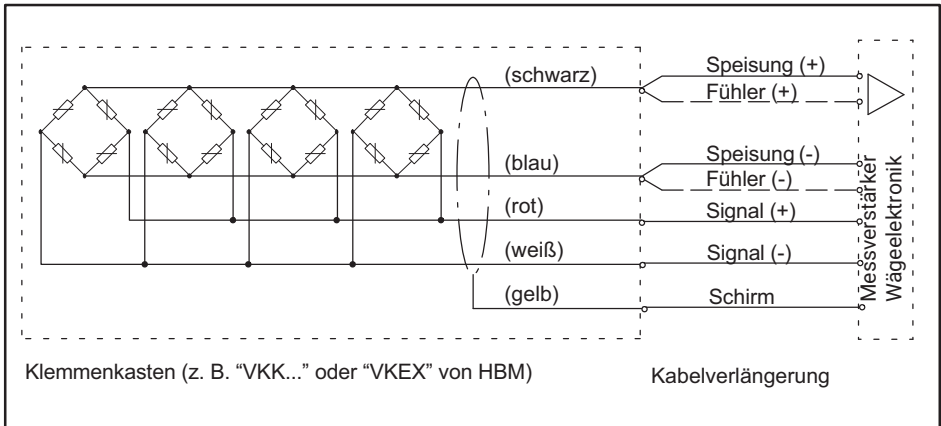 (schwarz)
Speisung (+)
Fühler (+)
(blau)
Speisung (-)
Fühler (-)
(rot)
Signal (+)
(weiß)
Signal (-)
(gelb)
Schirm
Messverstärker
Wägeelektronik
Klemmenkasten (z. B. “VKK...” oder “VKEX” von HBM)
Kabelverlängerung